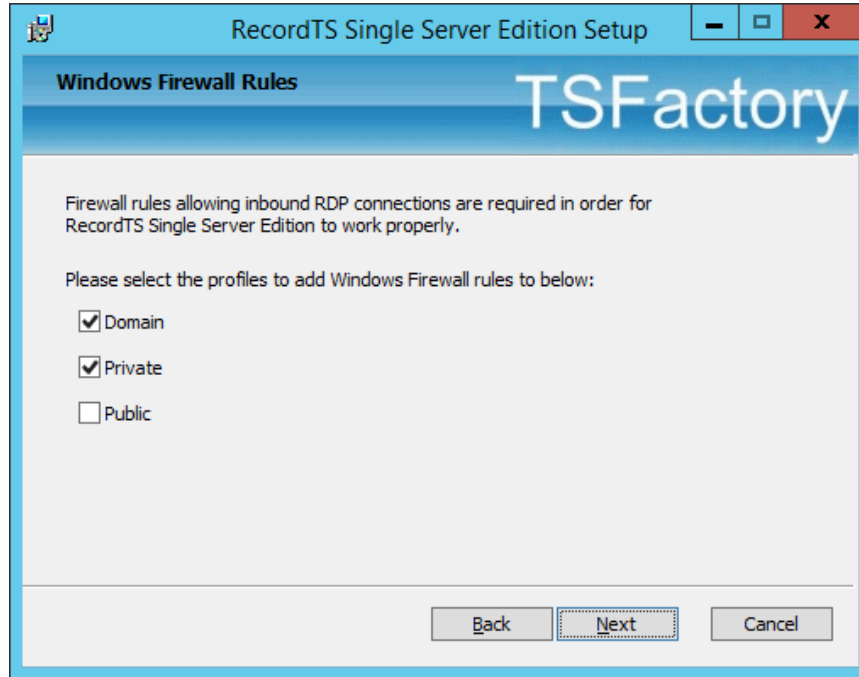 RecordTS Single Server Edition Setup
Windows Firewall Rules
TSFactory
Firewall rules allowing inbound RDP connections are required in order for
RecordTS Single Server Edition to work properly.
Please select the profiles to add Windows Firewall rules to below:
Domain
Private
Public
Back
Next
Cancel